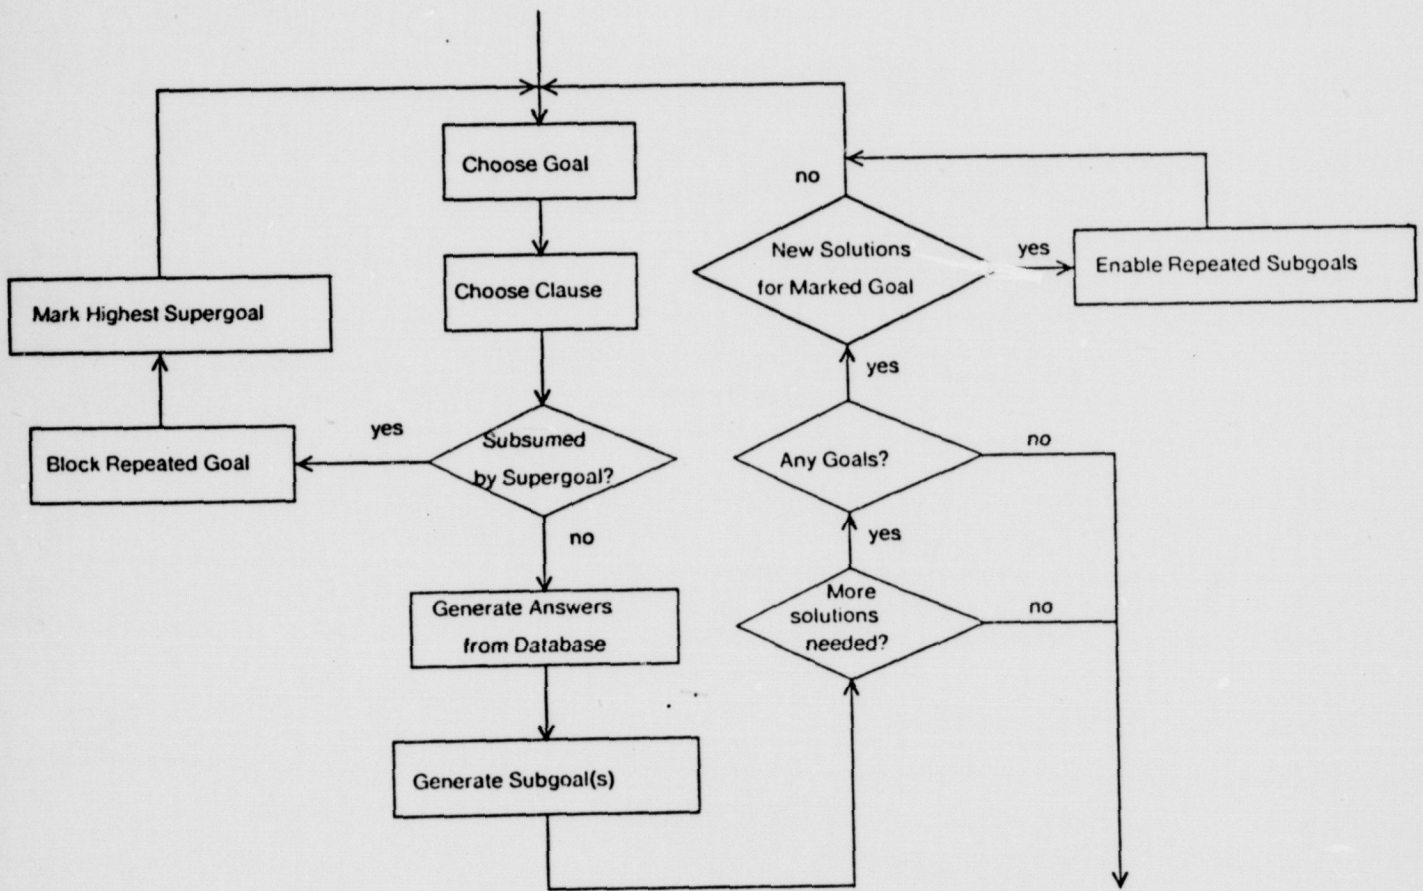 Choose Goal
Choose Clause
Subsumed
by Supergoal?
yes
no
Block Repeated Goal
Mark Highest Supergoal
Generate Answers
from Database
Generate Subgoal(s)
More
solutions
needed?
no
yes
Any Goals?
no
yes
New Solutions
for Marked Goal
no
yes
Enable Repeated Subgoals